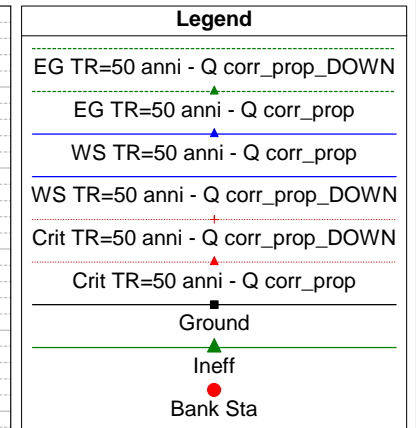 Legend
EG TR=50 anni - Q corr_prop_DOWN
EG TR=50 anni - Q corr_prop
WS TR=50 anni - Q corr_prop
WS TR=50 anni - Q corr_prop_DOWN
Crit TR=50 anni - Q corr_prop_DOWN
Crit TR=50 anni - Q corr_prop
Ground
Ineff
Bank Sta